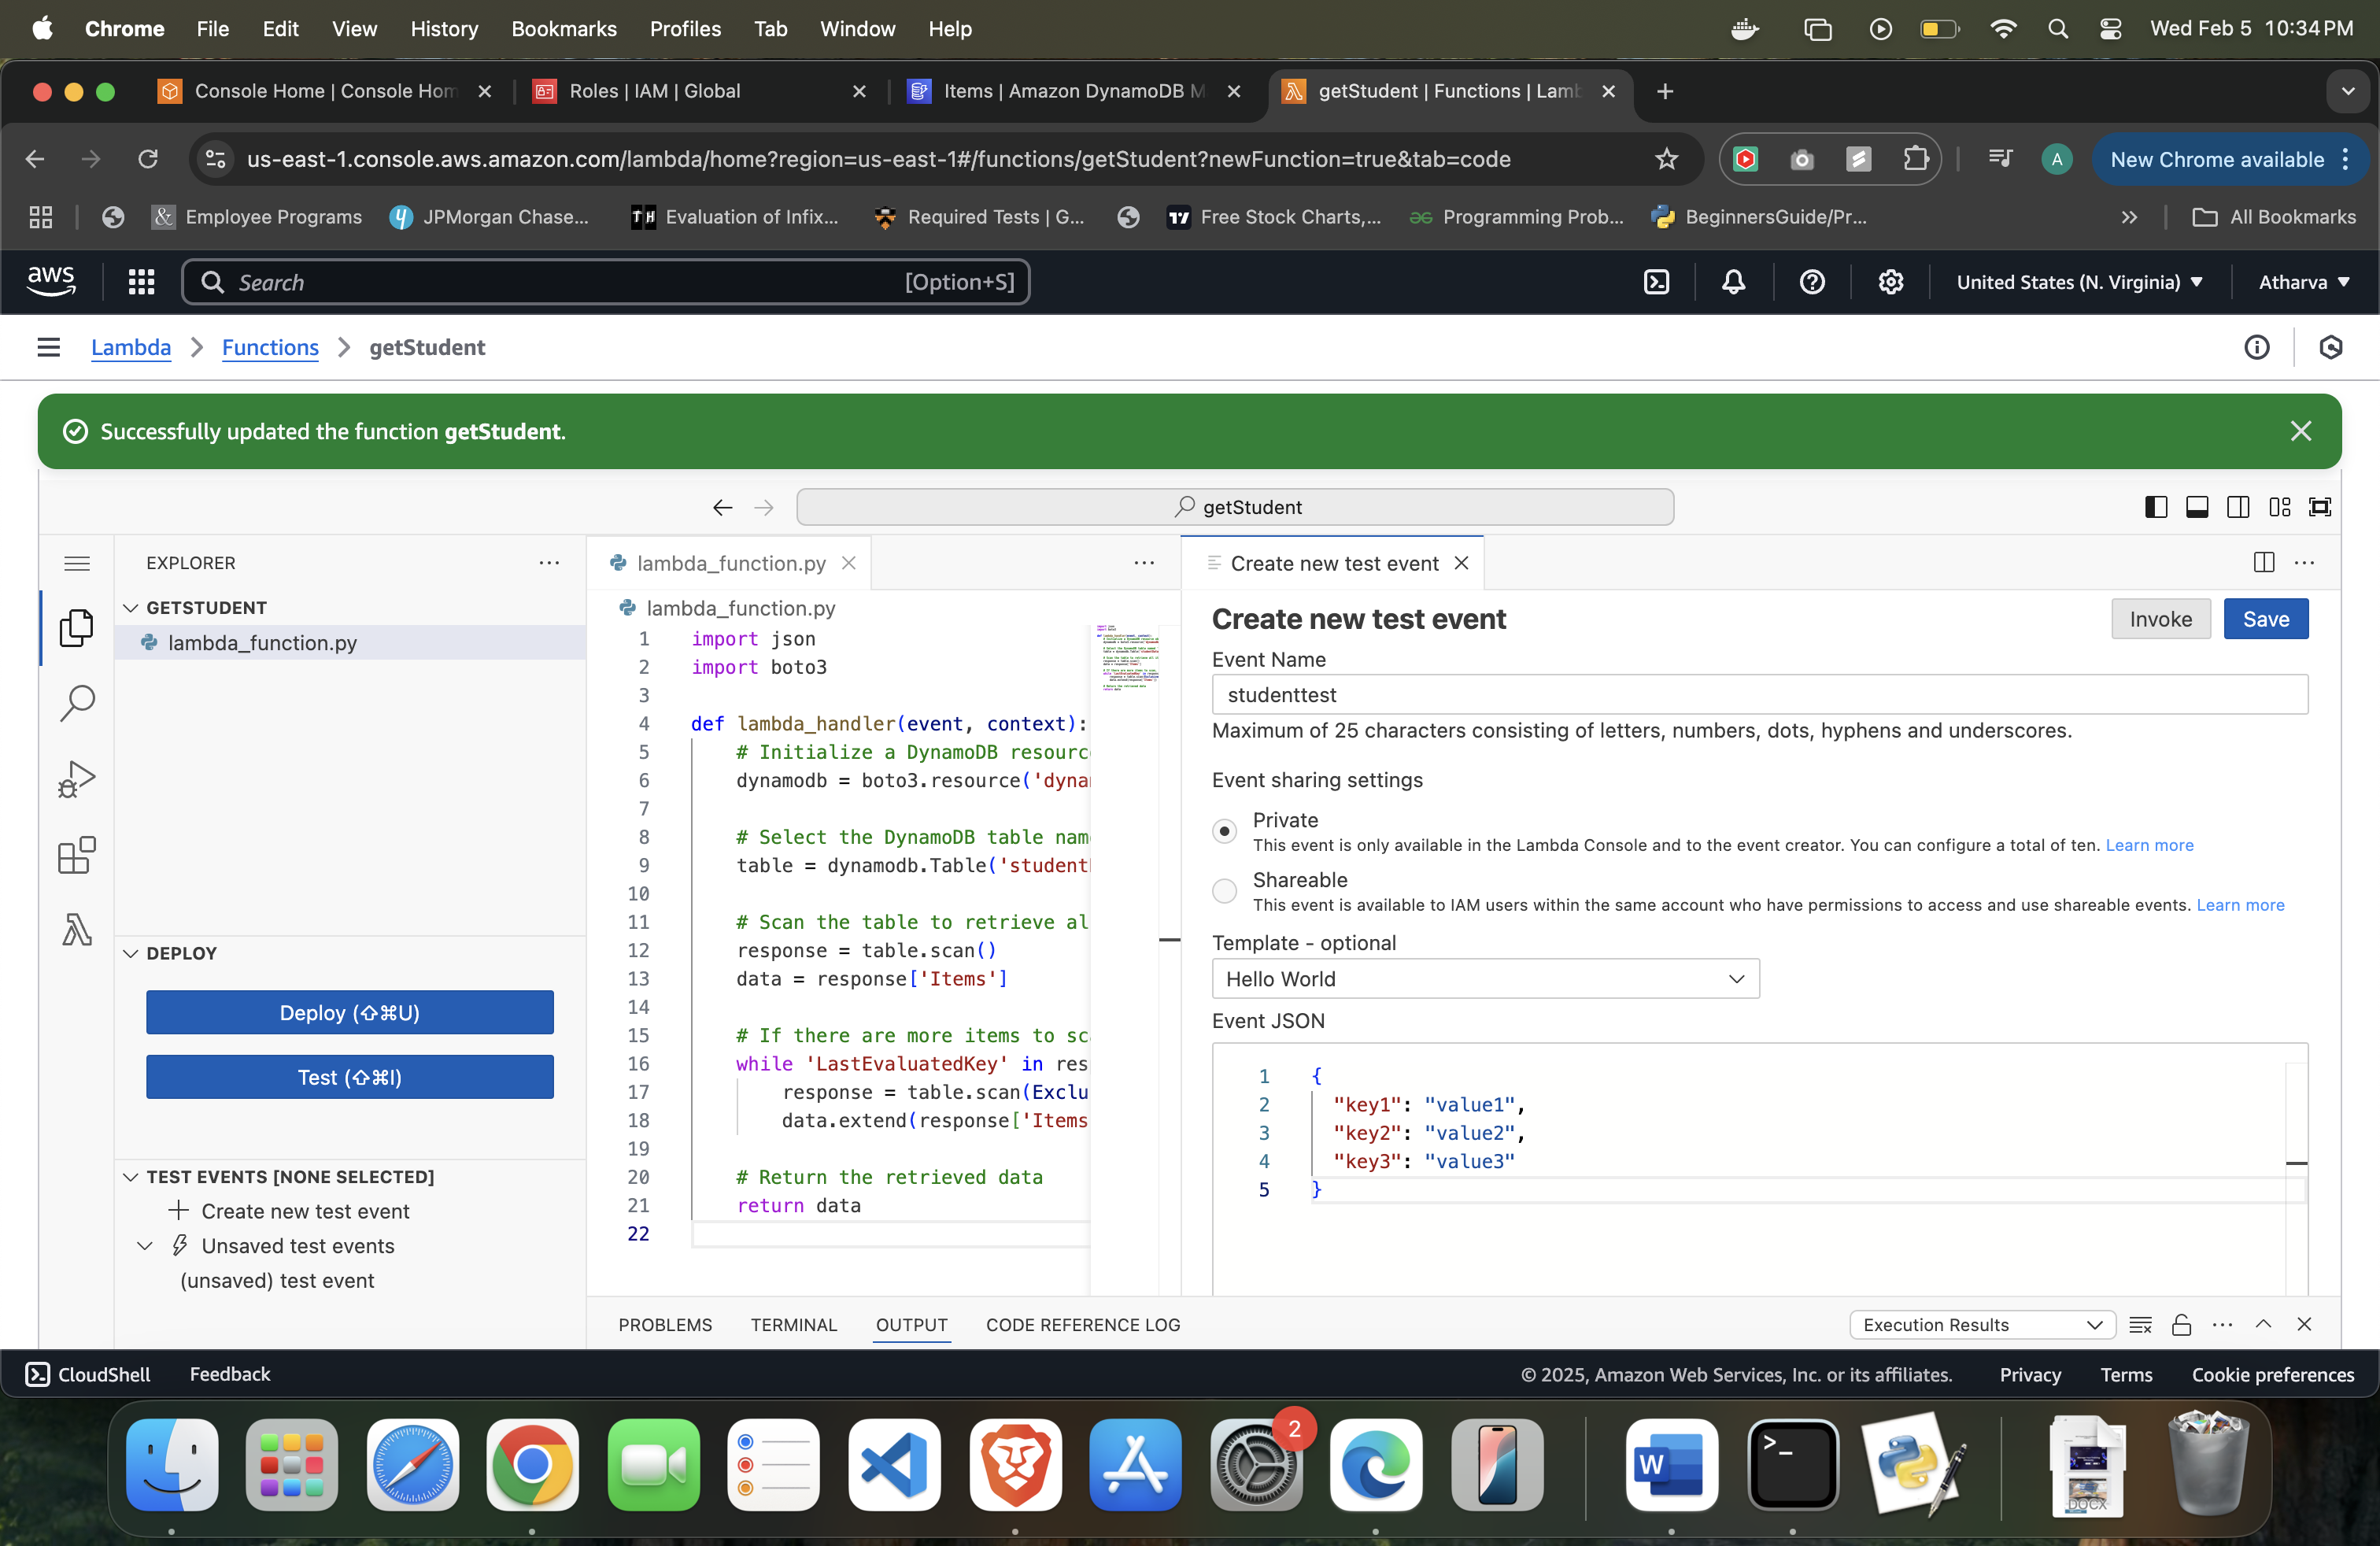 Chrome File Edit View History Bookmarks Profiles Tab Window Help Wed Feb 5 10:34 PM
Console Home | Console Hom Roles | IAM | Global Items | Amazon DynamoDB M getStudent | Functions | Lamb
us-east-1.console.aws.amazon.com/lambda/home?region=us-east-1#/functions/getStudent?newFunction=true&tab=code A New Chrome available
Employee Programs JPMorgan Chase... Evaluation of Infix... Required Tests | G... Free Stock Charts,... Programming Prob... BeginnersGuide/Pr... All Bookmarks
aws Search [Option+S] United States (N. Virginia) Atharva
Lambda Functions getStudent
Successfully updated the function getStudent.
getStudent
EXPLORER
GETSTUDENT
lambda_function.py
DEPLOY
Deploy (⇧⌘U)
Test (⇧⌘I)
TEST EVENTS [NONE SELECTED]
Create new test event
Unsaved test events
(unsaved) test event
lambda_function.py
lambda_function.py
1 import json
2 import boto3
3
4 def lambda_handler(event, context):
5 # Initialize a DynamoDB resourc
6 dynamodb = boto3.resource('dyna
7
8 # Select the DynamoDB table nam
9 table = dynamodb.Table('student
10
11 # Scan the table to retrieve al
12 response = table.scan()
13 data = response['Items']
14
15 # If there are more items to sc
16 while 'LastEvaluatedKey' in res
17 response = table.scan(Exclu
18 data.extend(response['Items
19
20 # Return the retrieved data
21 return data
22
Create new test event
Create new test event
Invoke Save
Event Name
studenttest
Maximum of 25 characters consisting of letters, numbers, dots, hyphens and underscores.
Event sharing settings
Private
This event is only available in the Lambda Console and to the event creator. You can configure a total of ten. Learn more
Shareable
This event is available to IAM users within the same account who have permissions to access and use shareable events. Learn more
Template - optional
Hello World
Event JSON
1 {
2 "key1": "value1",
3 "key2": "value2",
4 "key3": "value3"
5 }
PROBLEMS TERMINAL OUTPUT CODE REFERENCE LOG Execution Results
CloudShell Feedback © 2025, Amazon Web Services, Inc. or its affiliates. Privacy Terms Cookie preferences
2
W
>_
DOCX